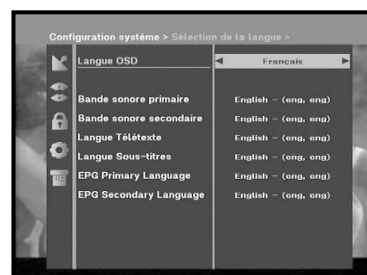 Configuration système > Sélection de la langue >
Langue OSD Français
Bande sonore primaire English - (eng, eng)
Bande sonore secondaire English - (eng, eng)
Langue Télétexte English - (eng, eng)
Langue Sous-titres English - (eng, eng)
EPG Primary Language English - (eng, eng)
EPG Secondary Language English - (eng, eng)